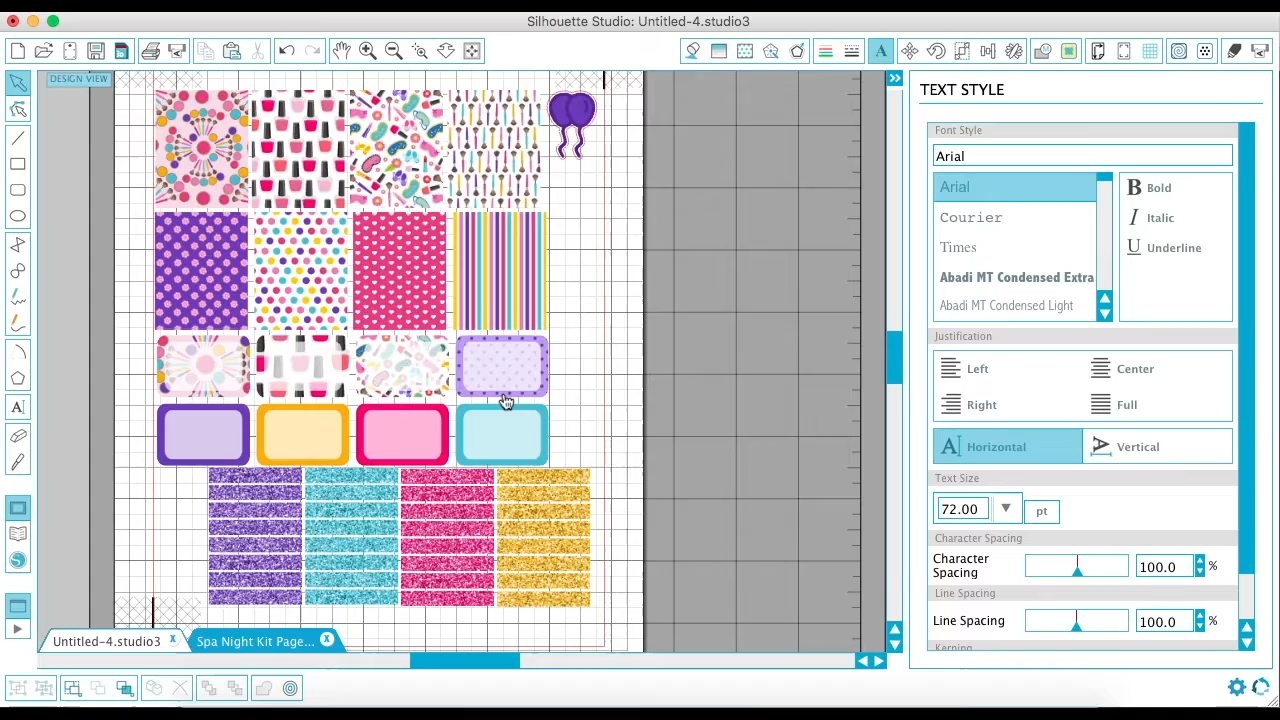 Silhouette Studio: Untitled-4.studio3
A
DESIGN VIEW
TEXT STYLE
Font Style
Arial
Arial
B Bold
Courier
I Italic
Times
U Underline
Abadi MT Condensed Extra
Abadi MT Condensed Light
Justification
Left
Center
Right
Full
A Horizontal
A Vertical
Text Size
72.00
pt
Character Spacing
Character
Spacing
100.0
%
Line Spacing
Line Spacing
100.0
%
Kerning
A
Untitled-4.studio3 x
Spa Night Kit Page... x